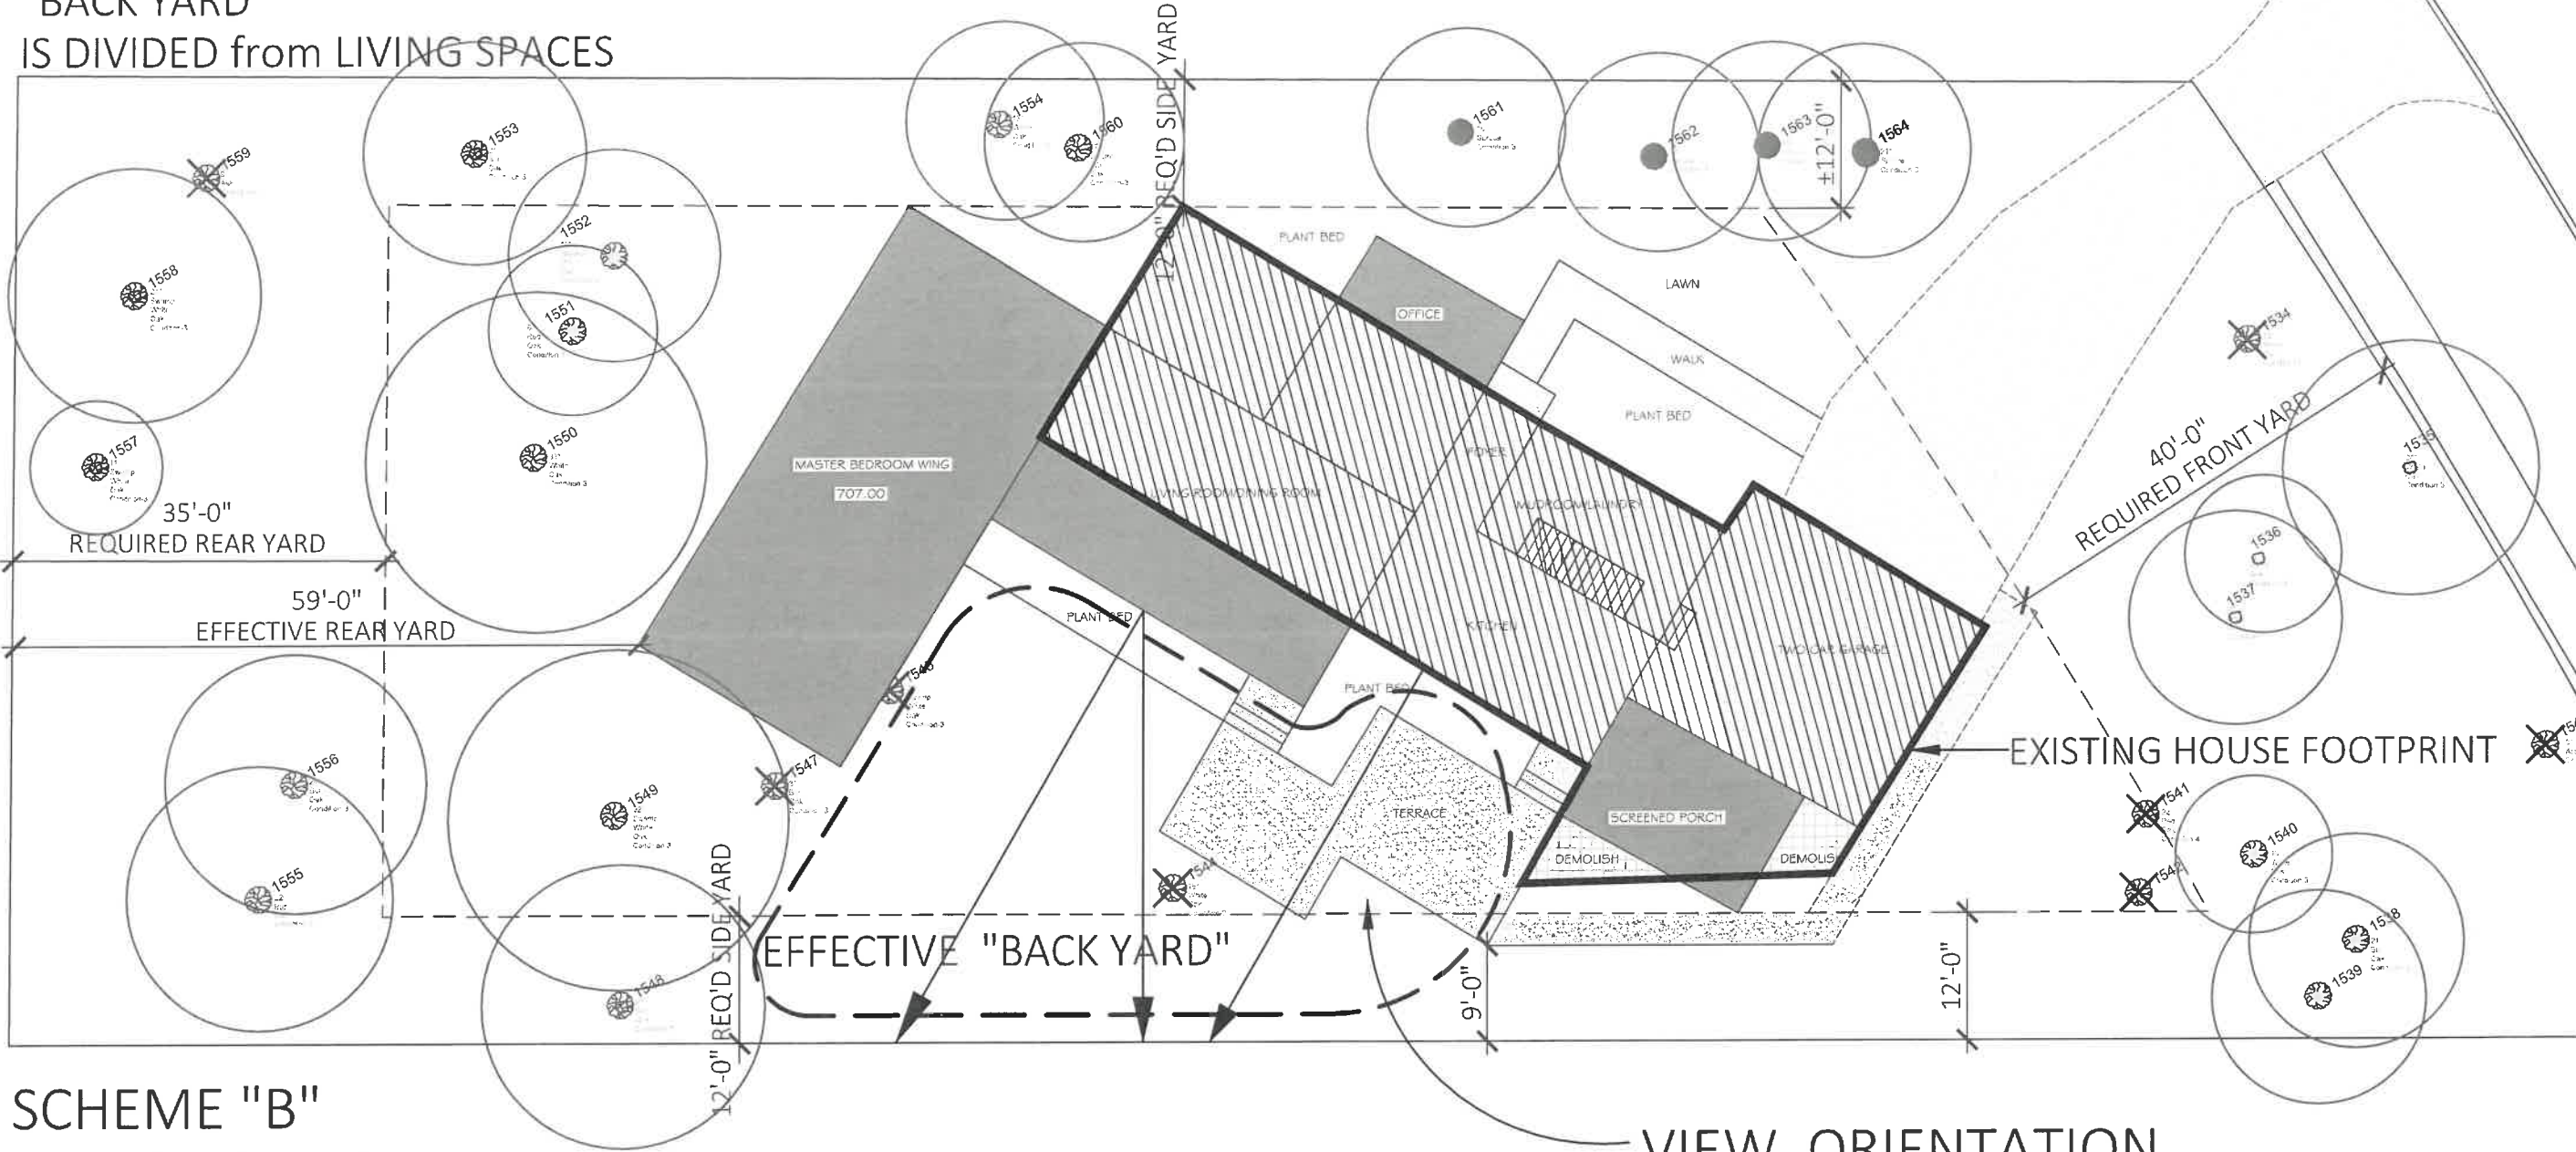 "BACK YARD"
IS DIVIDED from LIVING SPACES
12'-0" REQ'D SIDE YARD
1554
1560
1561
1562
1563
1564
±12'-0"
1553
1559
1552
1558
1551
1550
1557
PLANT BED
OFFICE
LAWN
WALK
PLANT BED
FOYER
MASTER BEDROOM WING
707.00
LIVING ROOM/DINING ROOM
MUDROOM/LAUNDRY
KITCHEN
TWO CAR GARAGE
1534
40'-0"
REQUIRED FRONT YARD
1535
1536
1537
35'-0"
REQUIRED REAR YARD
59'-0"
EFFECTIVE REAR YARD
PLANT BED
PLANT BED
EXISTING HOUSE FOOTPRINT
1556
1547
1549
White
Oak
1555
1548
TERRACE
SCREENED PORCH
DEMOLISH
DEMOLISH
1544
1541
1540
1542
1538
1539
12'-0" REQ'D SIDE YARD
EFFECTIVE "BACK YARD"
9'-0"
12'-0"
SCHEME "B"
VIEW ORIENTATION